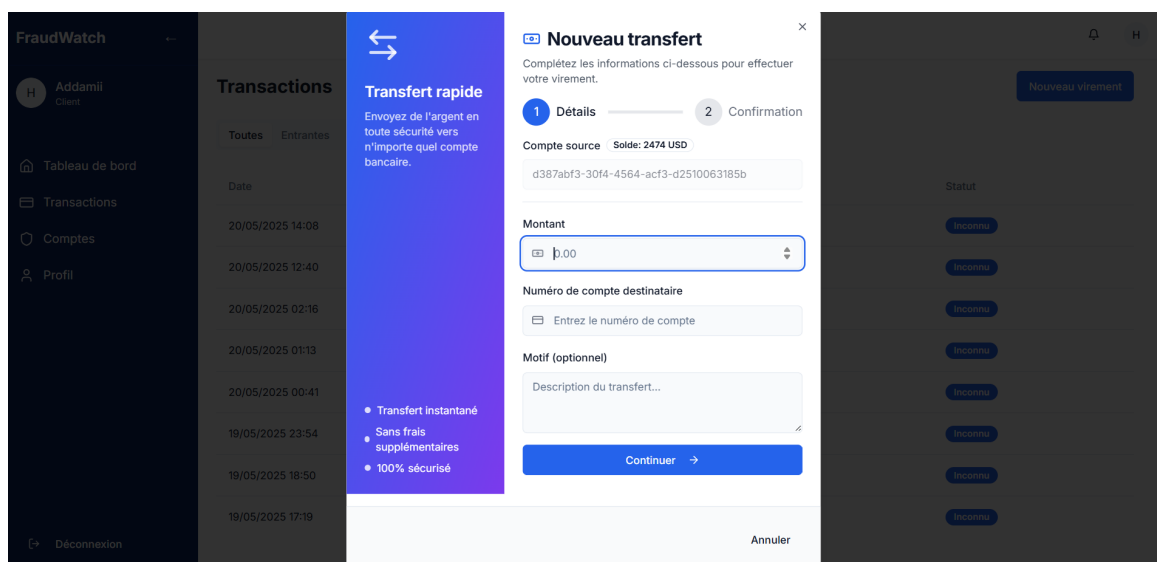 FraudWatch ←
H
H
Addamii
Client
Tableau de bord
Transactions
Comptes
Profil
Déconnexion
Transactions
Nouveau virement
Toutes Entrantes
Date
Statut
20/05/2025 14:08
Inconnu
20/05/2025 12:40
Inconnu
20/05/2025 02:16
Inconnu
20/05/2025 01:13
Inconnu
20/05/2025 00:41
Inconnu
19/05/2025 23:54
Inconnu
19/05/2025 18:50
Inconnu
19/05/2025 17:19
Inconnu
Transfert rapide
Envoyez de l'argent en
toute sécurité vers
n'importe quel compte
bancaire.
Transfert instantané
Sans frais
supplémentaires
100% sécurisé
Nouveau transfert
Complétez les informations ci-dessous pour effectuer
votre virement.
1 Détails 2 Confirmation
Compte source Solde: 2474 USD
d387abf3-30f4-4564-acf3-d2510063185b
Montant
0.00
Numéro de compte destinataire
Entrez le numéro de compte
Motif (optionnel)
Description du transfert...
Continuer →
Annuler